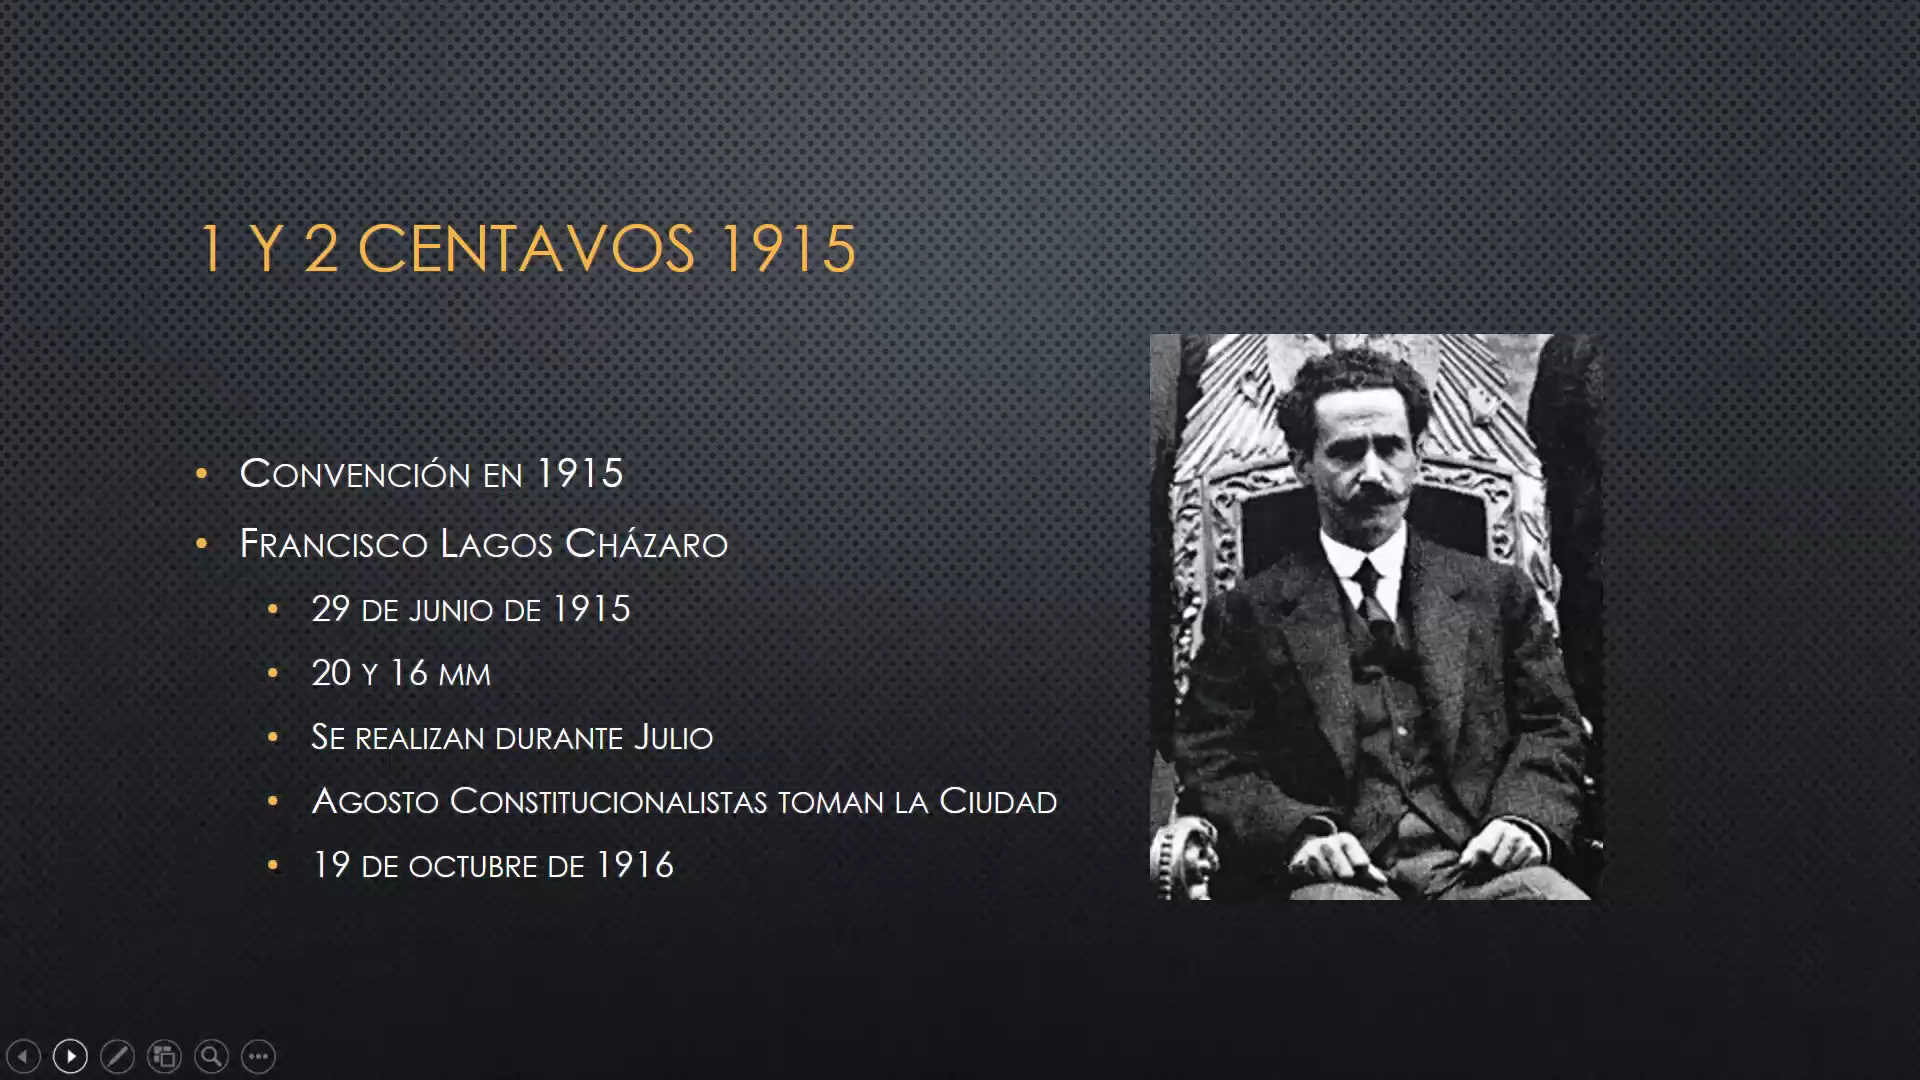 1 Y 2 CENTAVOS 1915
• CONVENCIÓN EN 1915
• FRANCISCO LAGOS CHÁZARO
• 29 DE JUNIO DE 1915
• 20 Y 16 MM
• SE REALIZAN DURANTE JULIO
• AGOSTO CONSTITUCIONALISTAS TOMAN LA CIUDAD
• 19 DE OCTUBRE DE 1916